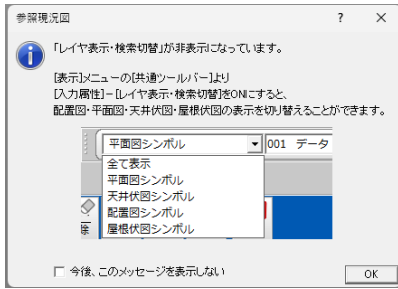 参照現況図
?
「レイヤ表示・検索切替」が非表示になっています。
[表示]メニューの[共通ツールバー]より
[入力属性]-[レイヤ表示・検索切替]をONにすると、
配置図・平面図・天井伏図・屋根伏図の表示を切り替えることができます。
平面図シンボル
001 データ
全て表示
平面図シンボル
天井伏図シンボル
配置図シンボル
屋根伏図シンボル
除
今後、このメッセージを表示しない
OK